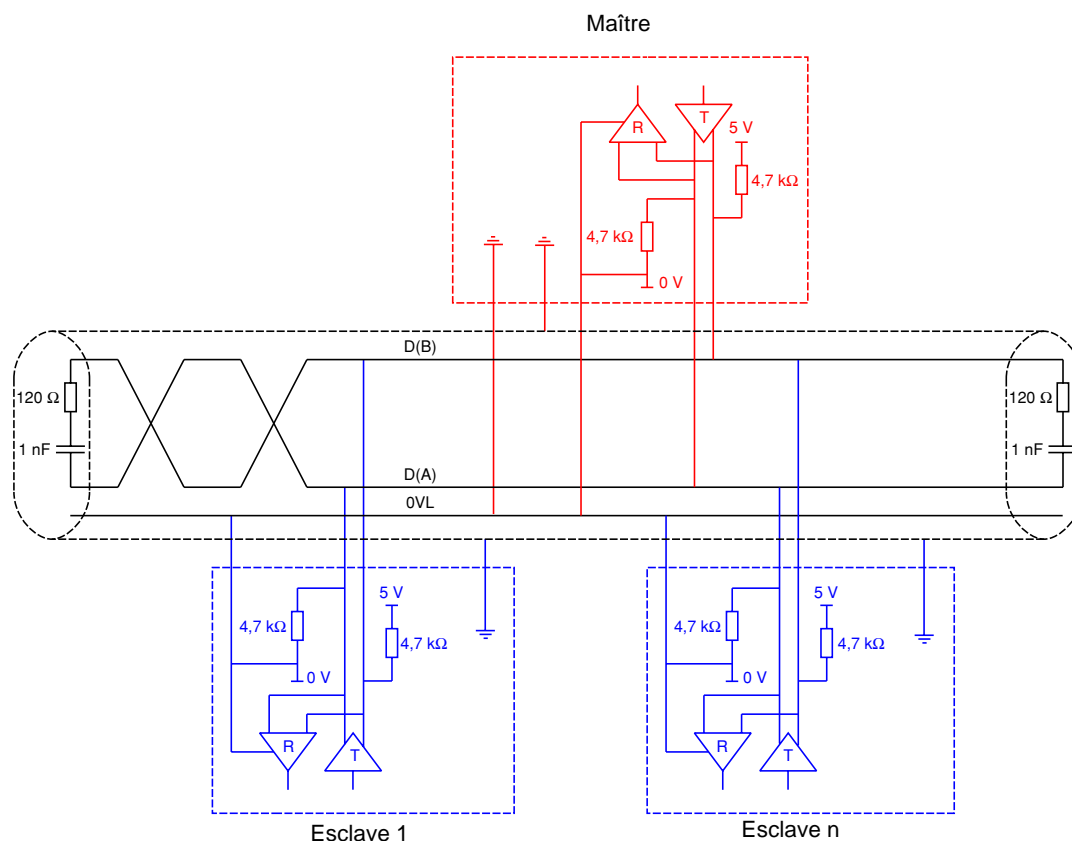 Maître
R
T
5 V
4,7 kΩ
4,7 kΩ
0 V
D(B)
120 Ω
1 nF
120 Ω
1 nF
D(A)
0VL
5 V
4,7 kΩ
4,7 kΩ
0 V
R
T
5 V
4,7 kΩ
4,7 kΩ
0 V
R
T
Esclave 1
Esclave n